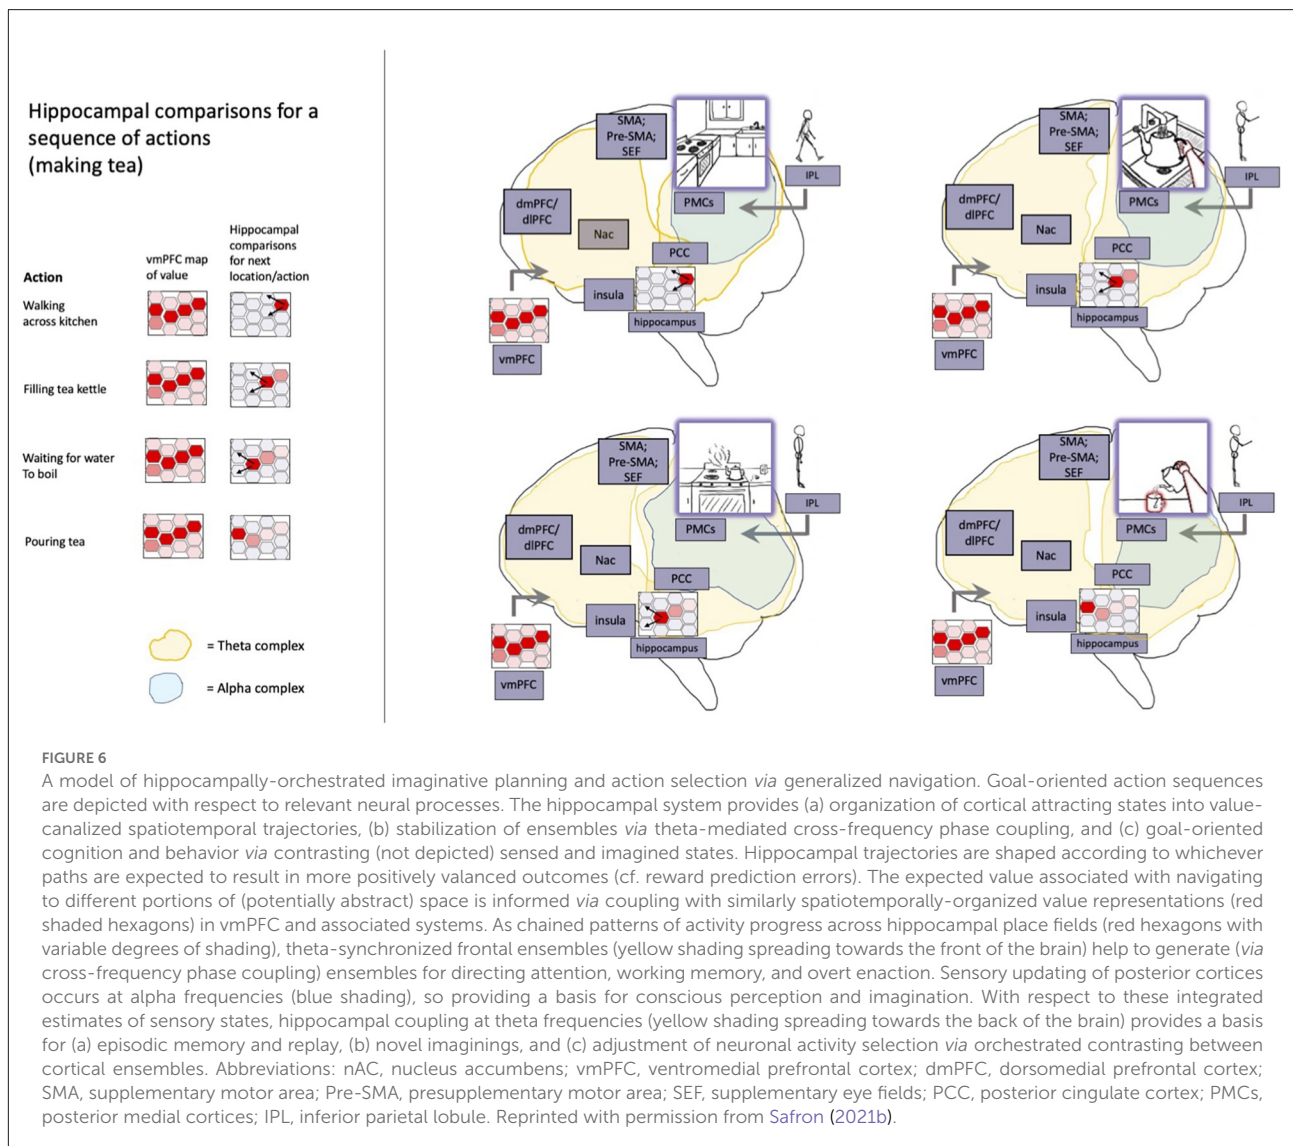 Hippocampal comparisons for a
sequence of actions
(making tea)
Action
vmPFC map
of value
Hippocampal
comparisons
for next
location/action
Walking
across kitchen
Filling tea kettle
Waiting for water
To boil
Pouring tea
= Theta complex
= Alpha complex
SMA;
Pre-SMA;
SEF
IPL
dmPFC/
dlPFC
PMCs
Nac
PCC
insula
hippocampus
vmPFC
SMA;
Pre-SMA;
SEF
IPL
dmPFC/
dlPFC
PMCs
Nac
PCC
insula
hippocampus
vmPFC
SMA;
Pre-SMA;
SEF
IPL
dmPFC/
dlPFC
PMCs
Nac
PCC
insula
hippocampus
vmPFC
SMA;
Pre-SMA;
SEF
IPL
dmPFC/
dlPFC
PMCs
Nac
PCC
insula
hippocampus
vmPFC
FIGURE 6
A model of hippocampally-orchestrated imaginative planning and action selection via generalized navigation. Goal-oriented action sequences
are depicted with respect to relevant neural processes. The hippocampal system provides (a) organization of cortical attracting states into value-
canalized spatiotemporal trajectories, (b) stabilization of ensembles via theta-mediated cross-frequency phase coupling, and (c) goal-oriented
cognition and behavior via contrasting (not depicted) sensed and imagined states. Hippocampal trajectories are shaped according to whichever
paths are expected to result in more positively valanced outcomes (cf. reward prediction errors). The expected value associated with navigating
to different portions of (potentially abstract) space is informed via coupling with similarly spatiotemporally-organized value representations (red
shaded hexagons) in vmPFC and associated systems. As chained patterns of activity progress across hippocampal place fields (red hexagons with
variable degrees of shading), theta-synchronized frontal ensembles (yellow shading spreading towards the front of the brain) help to generate (via
cross-frequency phase coupling) ensembles for directing attention, working memory, and overt enaction. Sensory updating of posterior cortices
occurs at alpha frequencies (blue shading), so providing a basis for conscious perception and imagination. With respect to these integrated
estimates of sensory states, hippocampal coupling at theta frequencies (yellow shading spreading towards the back of the brain) provides a basis
for (a) episodic memory and replay, (b) novel imaginings, and (c) adjustment of neuronal activity selection via orchestrated contrasting between
cortical ensembles. Abbreviations: nAC, nucleus accumbens; vmPFC, ventromedial prefrontal cortex; dmPFC, dorsomedial prefrontal cortex;
SMA, supplementary motor area; Pre-SMA, presupplementary motor area; SEF, supplementary eye fields; PCC, posterior cingulate cortex; PMCs,
posterior medial cortices; IPL, inferior parietal lobule. Reprinted with permission from Safron (2021b).